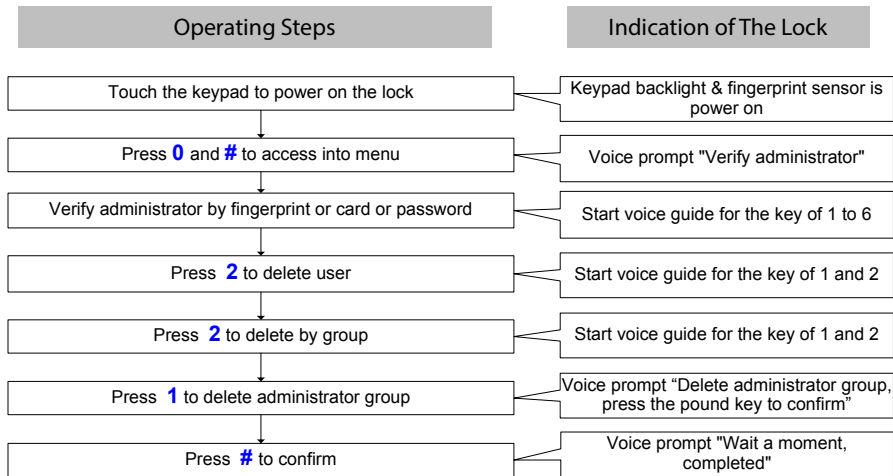 Operating Steps
Indication of The Lock
Touch the keypad to power on the lock
Keypad backlight & fingerprint sensor is
power on
Press 0 and # to access into menu
Voice prompt "Verify administrator"
Verify administrator by fingerprint or card or password
Start voice guide for the key of 1 to 6
Press 2 to delete user
Start voice guide for the key of 1 and 2
Press 2 to delete by group
Start voice guide for the key of 1 and 2
Press 1 to delete administrator group
Voice prompt “Delete administrator group,
press the pound key to confirm”
Press # to confirm
Voice prompt "Wait a moment,
completed"